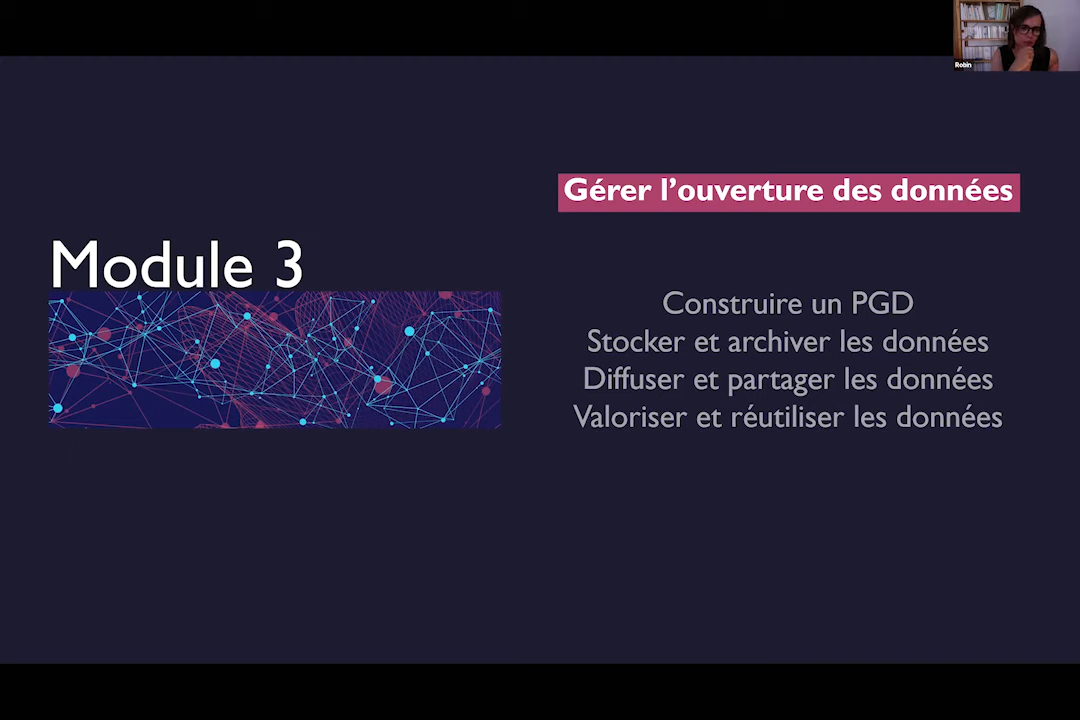 Robin
Gérer l’ouverture des données
Module 3
Construire un PGD
Stocker et archiver les données
Diffuser et partager les données
Valoriser et réutiliser les données